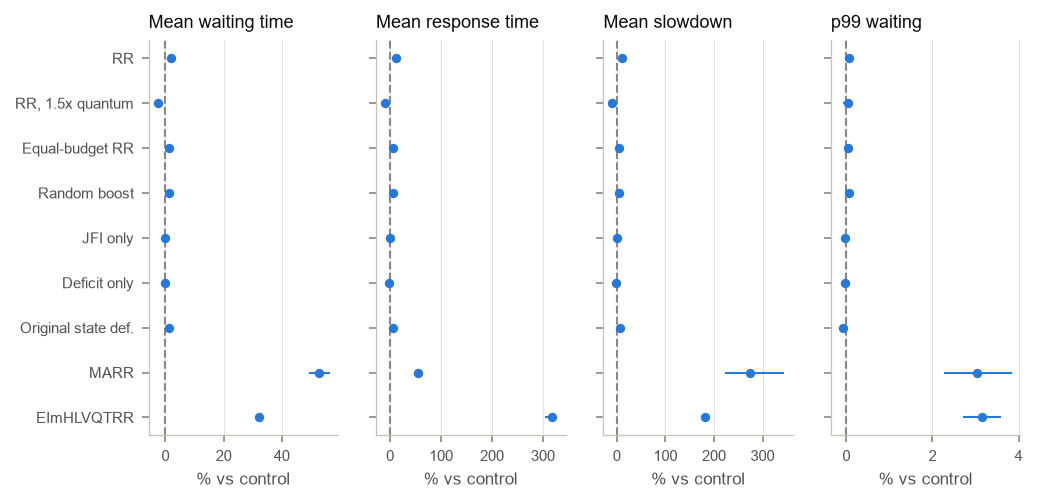 Mean waiting time
Mean response time
Mean slowdown
p99 waiting
RR
RR, 1.5x quantum
Equal-budget RR
Random boost
JFI only
Deficit only
Original state def.
MARR
EImHLVQTRR
0 20 40
0 100 200 300
0 100 200 300
0 2 4
% vs control
% vs control
% vs control
% vs control